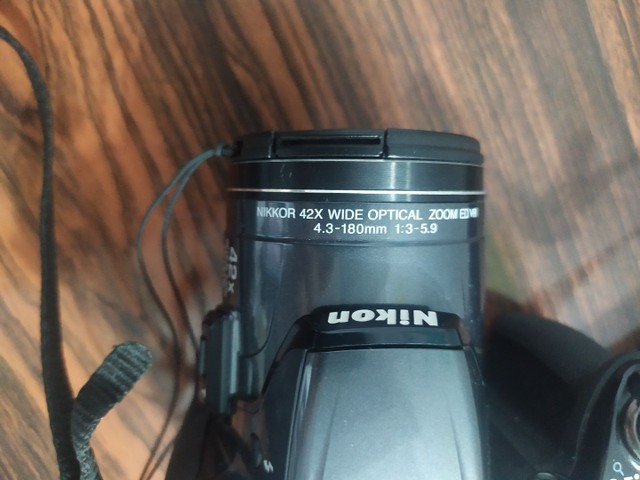 NIKKOR 42X WIDE OPTICAL ZOOM ED VR
4.3-180mm 1:3-5.9
42x
Nikon